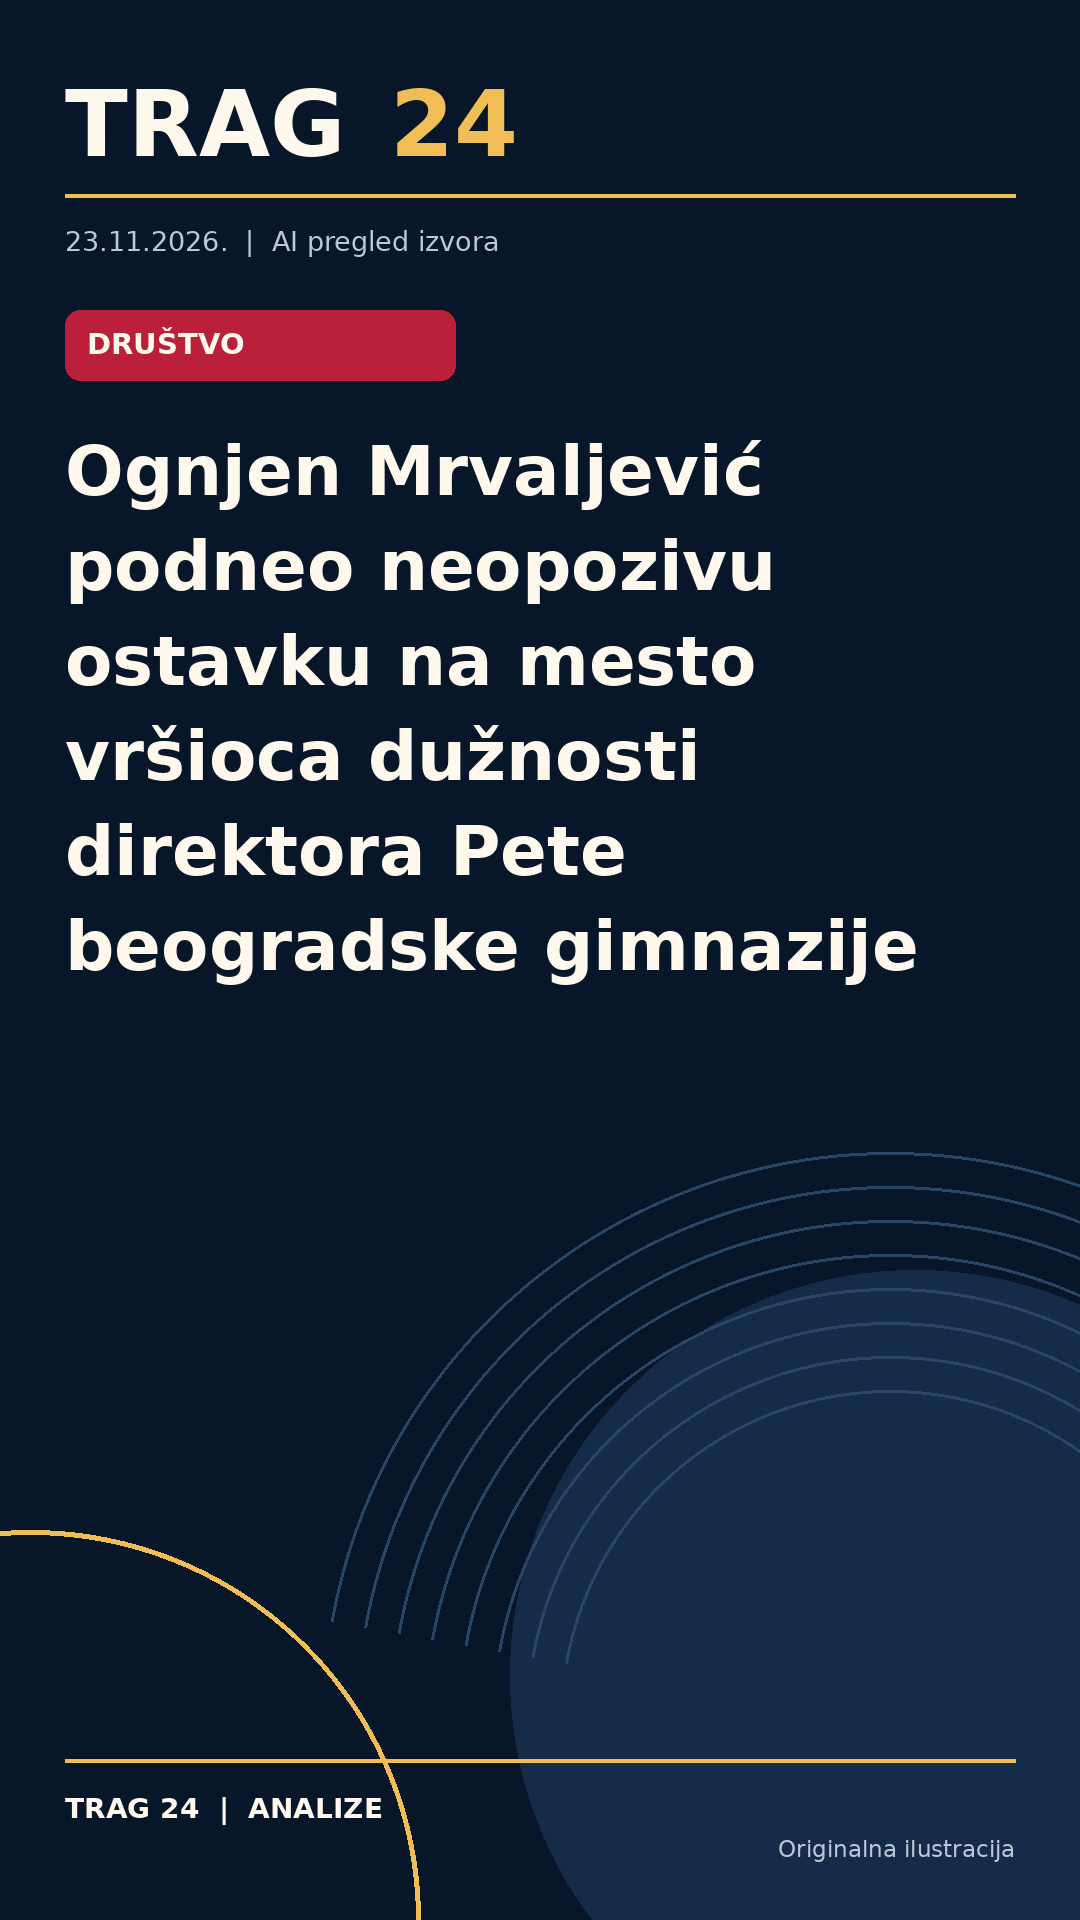 TRAG 24
23.11.2026. | AI pregled izvora
DRUŠTVO
Ognjen Mrvaljević
podneo neopozivu
ostavku na mesto
vršioca dužnosti
direktora Pete
beogradske gimnazije
TRAG 24 | ANALIZE
Originalna ilustracija